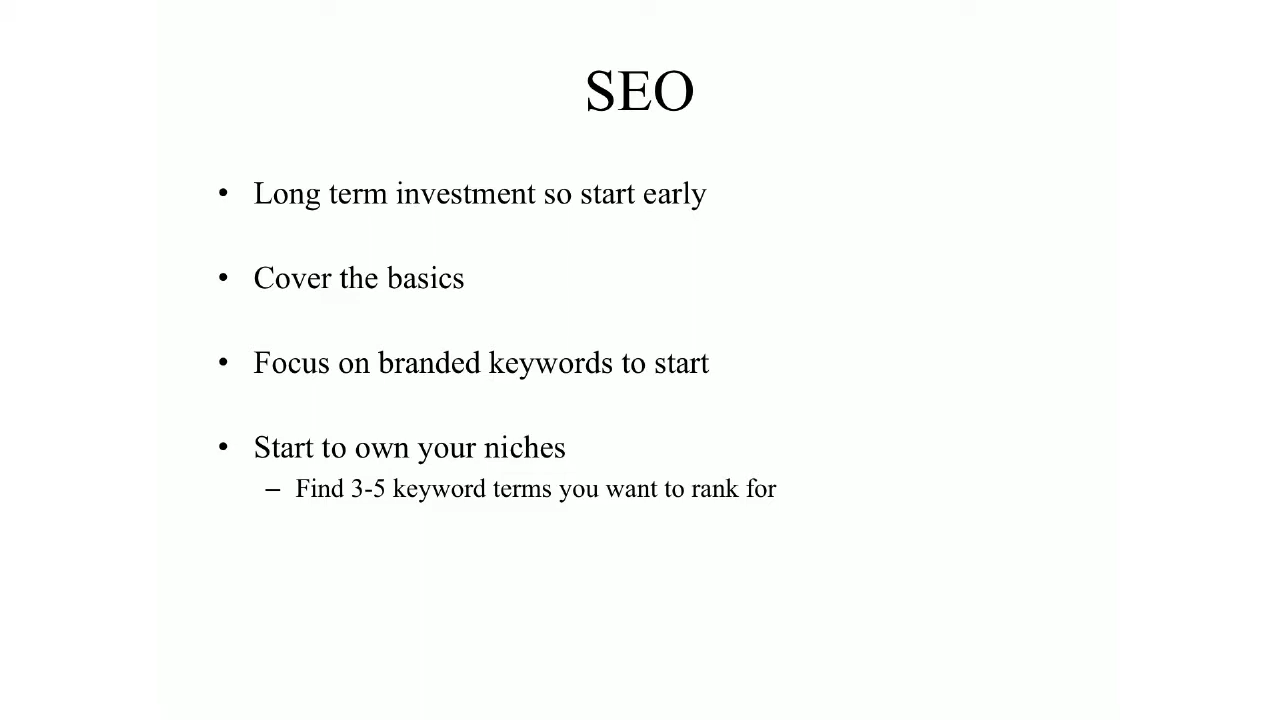 SEO
• Long term investment so start early
• Cover the basics
• Focus on branded keywords to start
• Start to own your niches
– Find 3-5 keyword terms you want to rank for